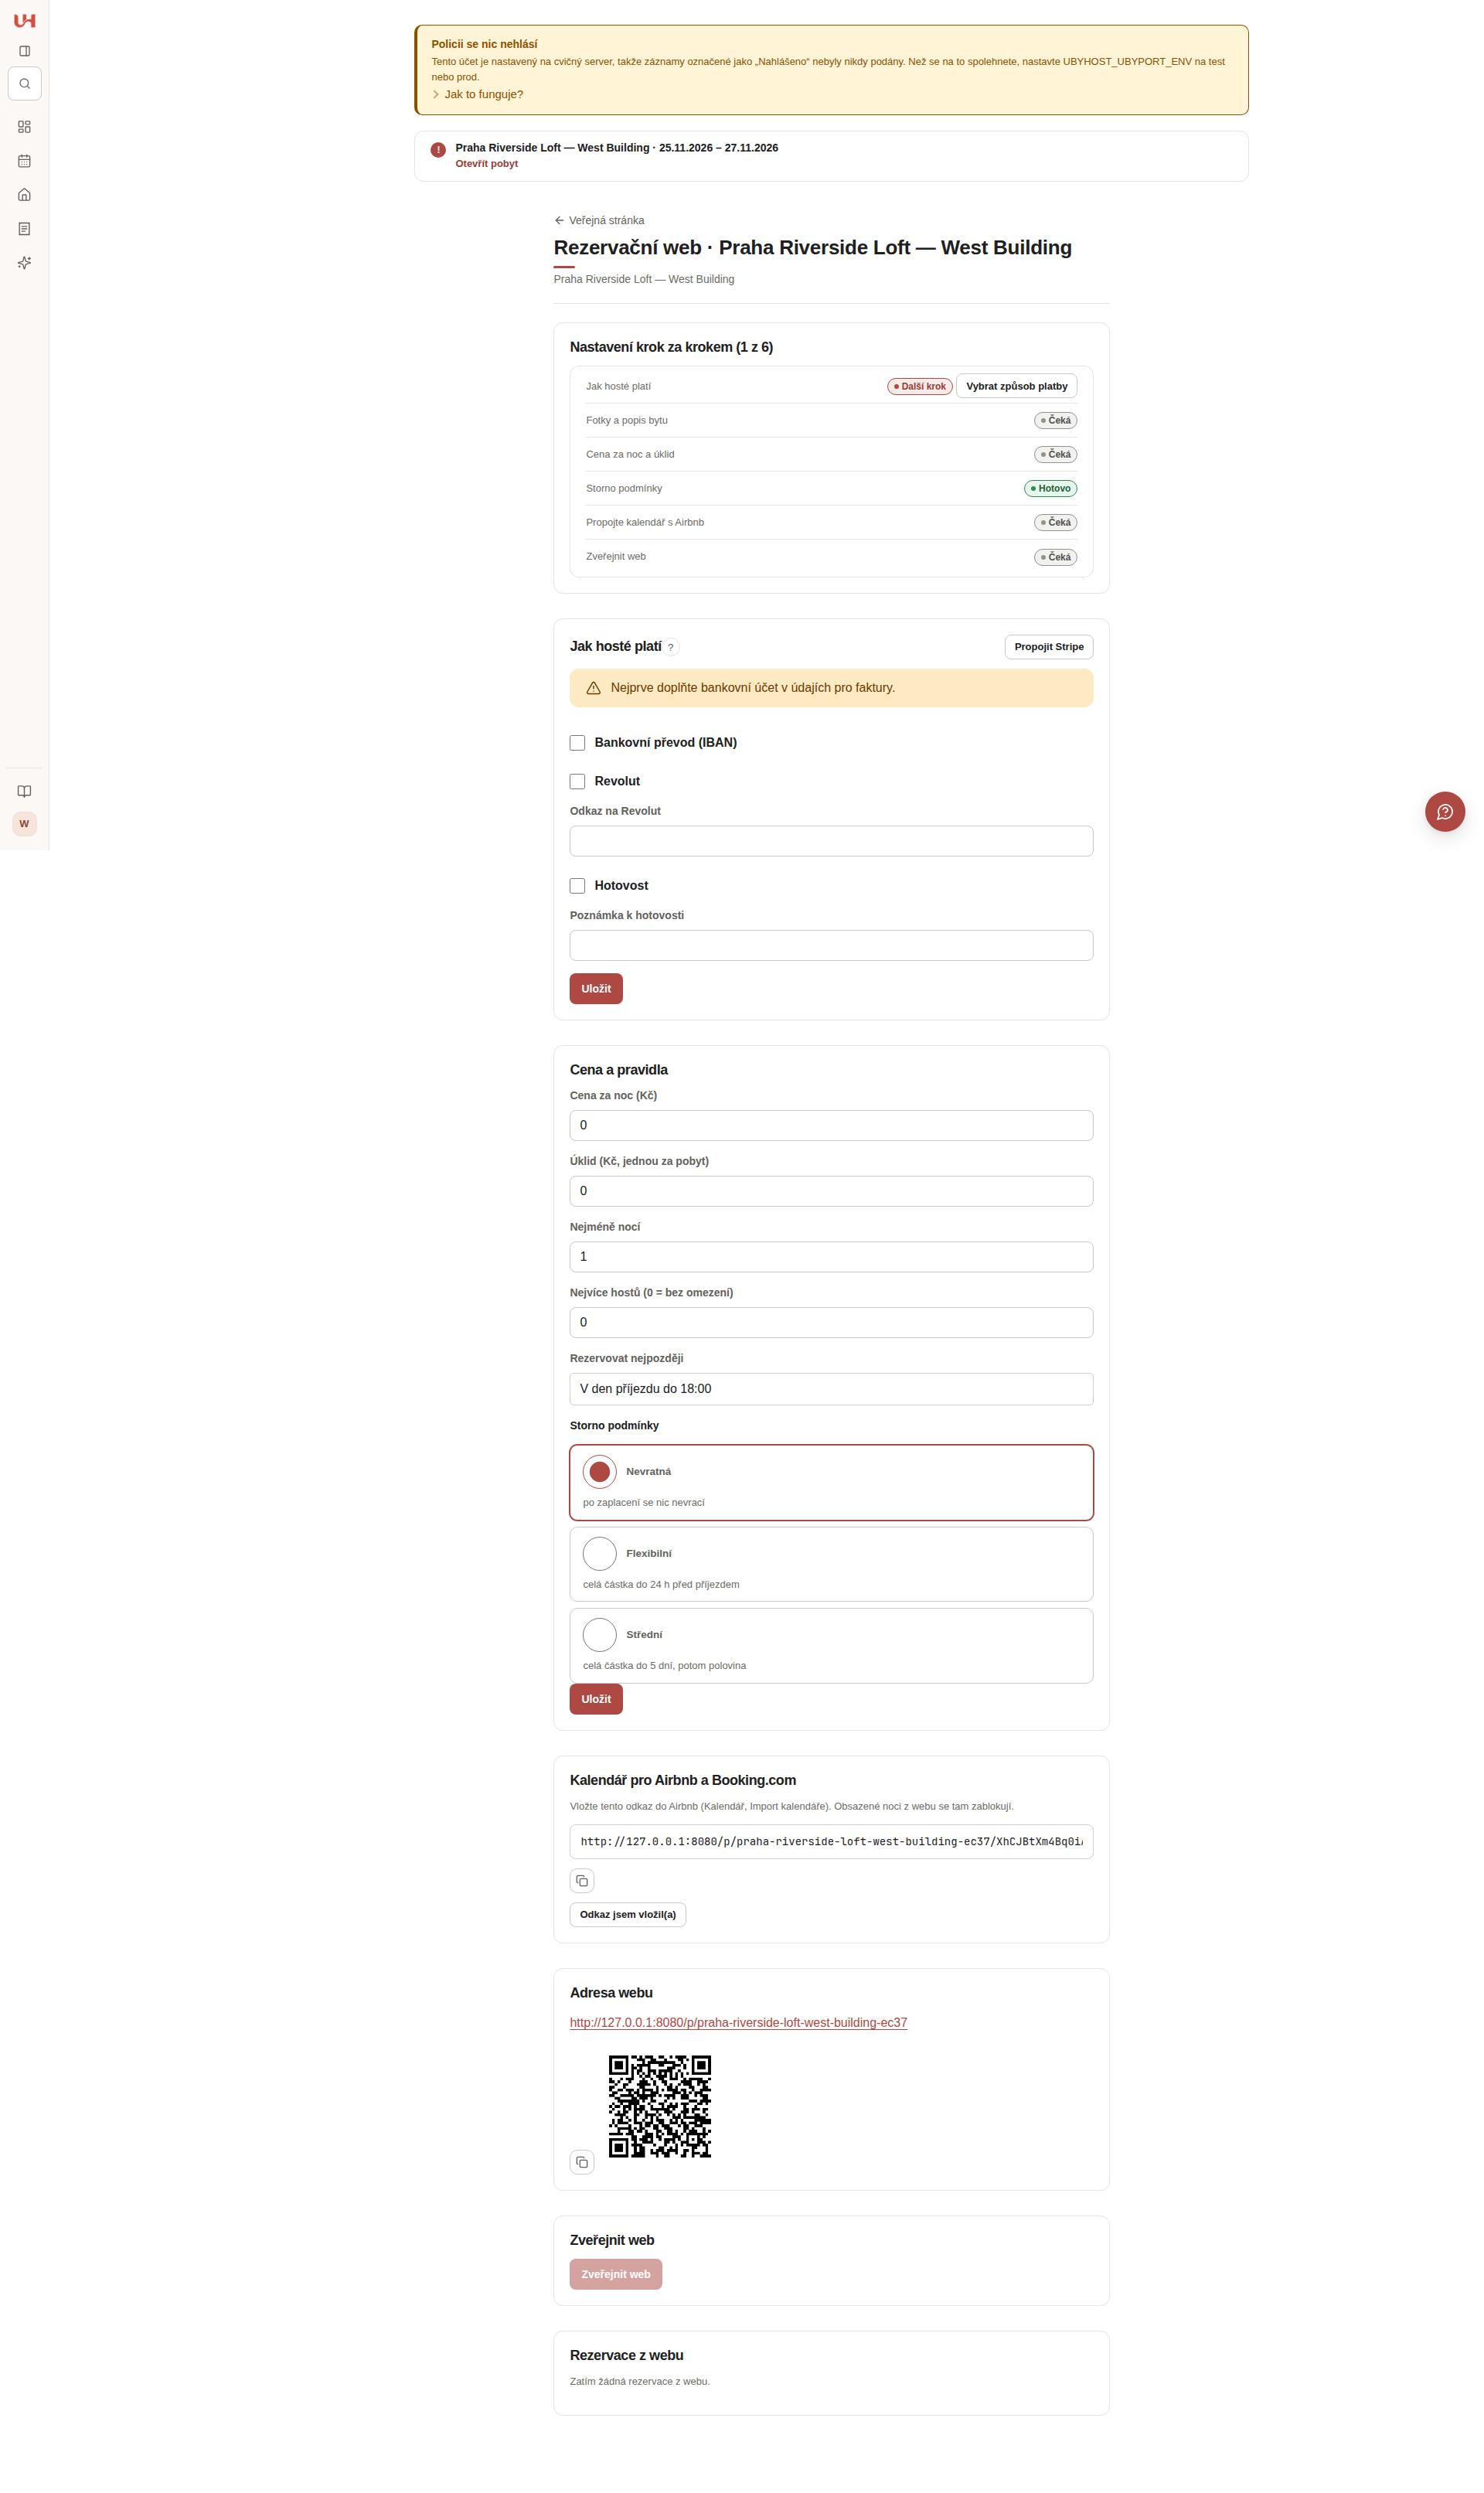 UH
Policii se nic nehlásí
Tento účet je nastavený na cvičný server, takže záznamy označené jako „Nahlášeno“ nebyly nikdy podány. Než se na to spolehnete, nastavte UBYHOST_UBYPORT_ENV na test
nebo prod.
Jak to funguje?
!
Praha Riverside Loft — West Building · 25.11.2026 – 27.11.2026
Otevřít pobyt
Veřejná stránka
Rezervační web · Praha Riverside Loft — West Building
Praha Riverside Loft — West Building
Nastavení krok za krokem (1 z 6)
Jak hosté platí
Další krok
Vybrat způsob platby
Fotky a popis bytu
Čeká
Cena za noc a úklid
Čeká
Storno podmínky
Hotovo
Propojte kalendář s Airbnb
Čeká
Zveřejnit web
Čeká
Jak hosté platí ?
Propojit Stripe
Nejprve doplňte bankovní účet v údajích pro faktury.
Bankovní převod (IBAN)
Revolut
Odkaz na Revolut
Hotovost
Poznámka k hotovosti
Uložit
Cena a pravidla
Cena za noc (Kč)
0
Úklid (Kč, jednou za pobyt)
0
Nejméně nocí
1
Nejvíce hostů (0 = bez omezení)
0
Rezervovat nejpozději
V den příjezdu do 18:00
Storno podmínky
Nevratná
po zaplacení se nic nevrací
Flexibilní
celá částka do 24 h před příjezdem
Střední
celá částka do 5 dní, potom polovina
Uložit
Kalendář pro Airbnb a Booking.com
Vložte tento odkaz do Airbnb (Kalendář, Import kalendáře). Obsazené noci z webu se tam zablokují.
http://127.0.0.1:8080/p/praha-riverside-loft-west-building-ec37/XhCJBtXm4Bq0i
Odkaz jsem vložil(a)
Adresa webu
http://127.0.0.1:8080/p/praha-riverside-loft-west-building-ec37
Zveřejnit web
Zveřejnit web
Rezervace z webu
Zatím žádná rezervace z webu.
W